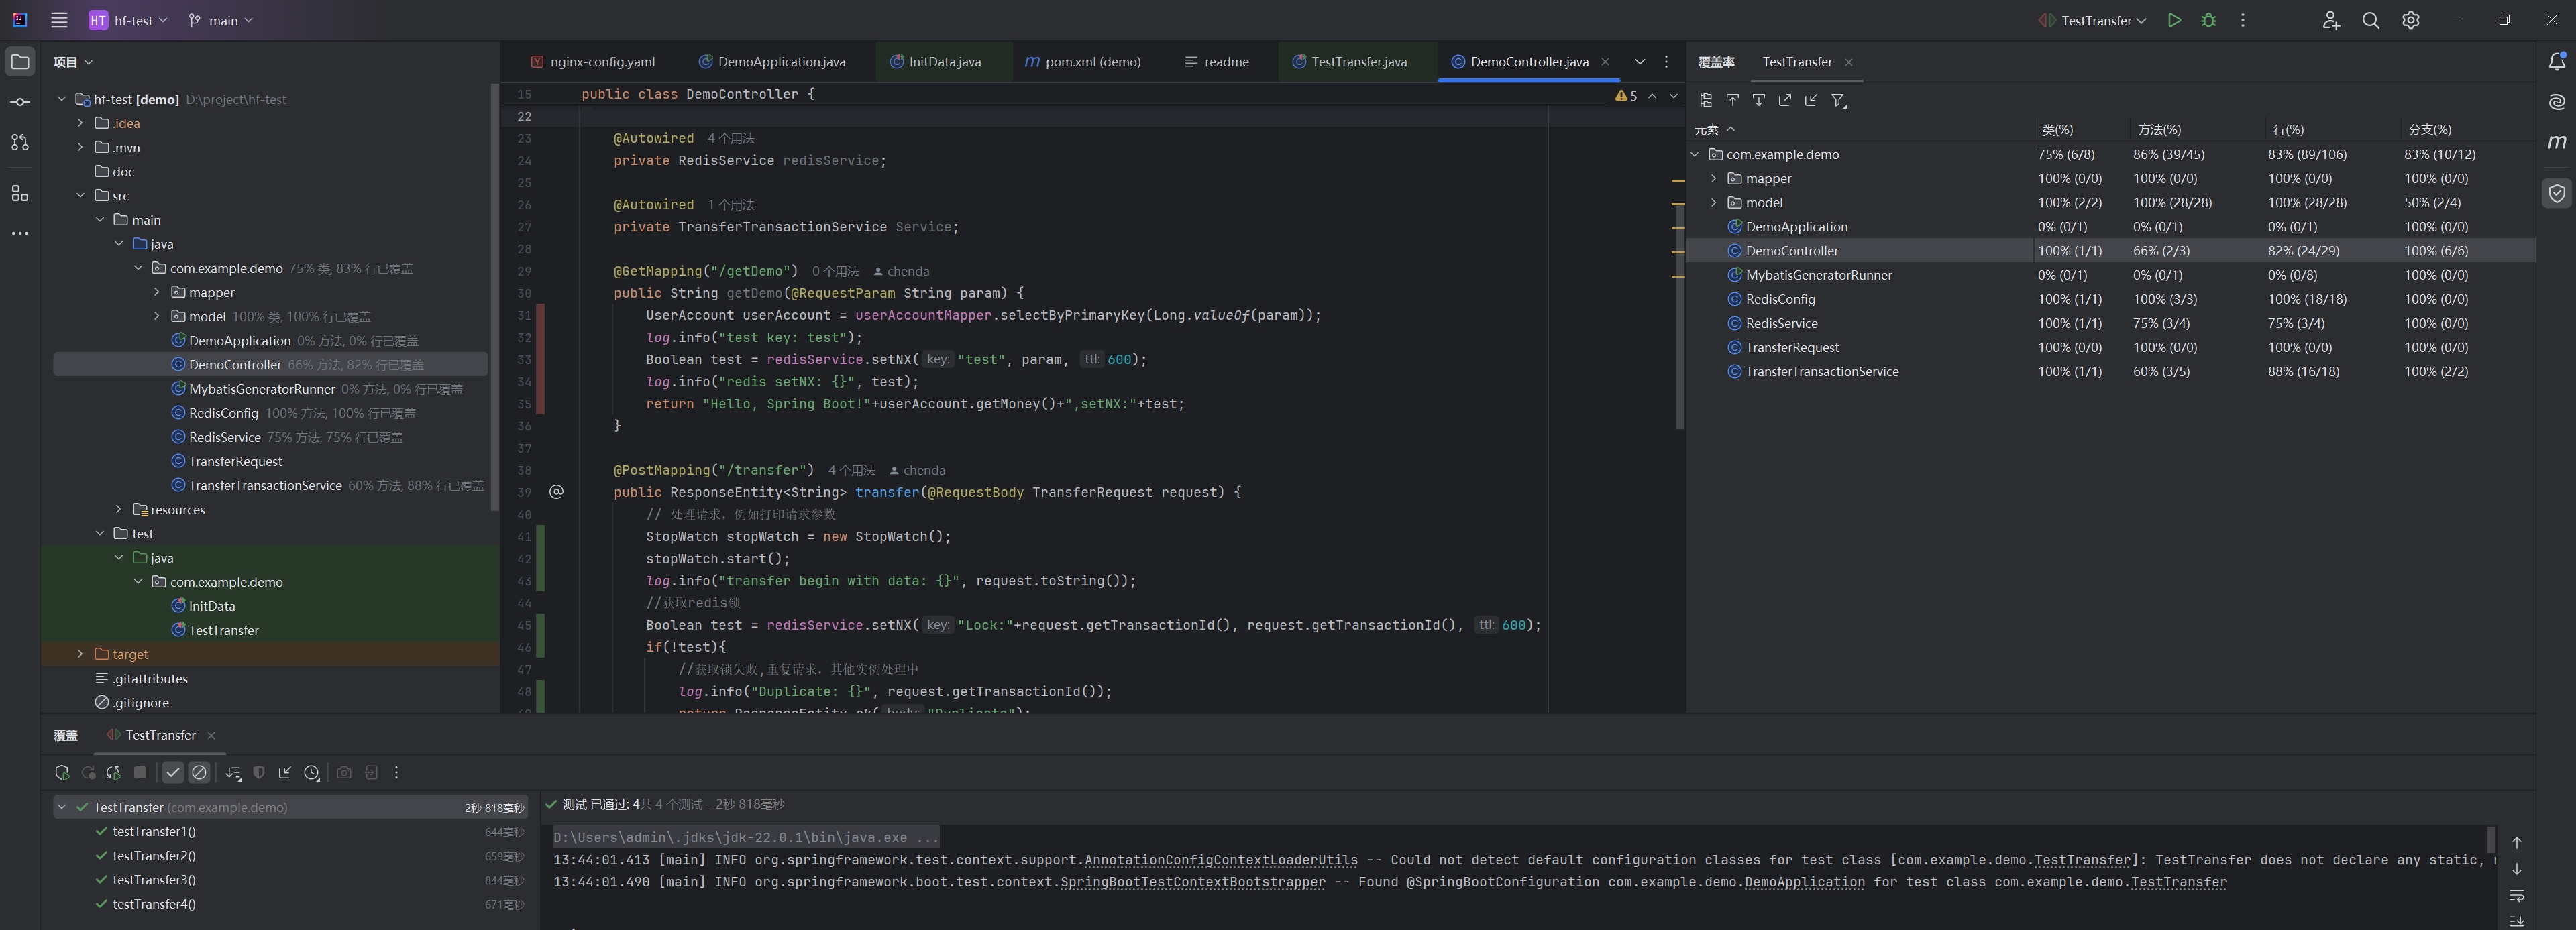 HT hf-test main TestTransfer
项目
hf-test [demo] D:\project\hf-test
.idea
.mvn
doc
src
main
java
com.example.demo 75% 类, 83% 行已覆盖
mapper
model 100% 类, 100% 行已覆盖
DemoApplication 0% 方法, 0% 行已覆盖
DemoController 66% 方法, 82% 行已覆盖
MybatisGeneratorRunner 0% 方法, 0% 行已覆盖
RedisConfig 100% 方法, 100% 行已覆盖
RedisService 75% 方法, 75% 行已覆盖
TransferRequest
TransferTransactionService 60% 方法, 88% 行已覆盖
resources
test
java
com.example.demo
InitData
TestTransfer
target
.gitattributes
.gitignore
nginx-config.yaml DemoApplication.java InitData.java pom.xml (demo) readme TestTransfer.java DemoController.java
15 public class DemoController {
5
22
23 @Autowired 4 个用法
24 private RedisService redisService;
25
26 @Autowired 1 个用法
27 private TransferTransactionService Service;
28
29 @GetMapping("/getDemo") 0 个用法 chenda
30 public String getDemo(@RequestParam String param) {
31 UserAccount userAccount = userAccountMapper.selectByPrimaryKey(Long.valueOf(param));
32 log.info("test key: test");
33 Boolean test = redisService.setNX( key: "test", param, ttl: 600);
34 log.info("redis setNX: {}", test);
35 return "Hello, Spring Boot!"+userAccount.getMoney()+",setNX:"+test;
36 }
37
38 @PostMapping("/transfer") 4 个用法 chenda
39 public ResponseEntity<String> transfer(@RequestBody TransferRequest request) {
40 // 处理请求，例如打印请求参数
41 StopWatch stopWatch = new StopWatch();
42 stopWatch.start();
43 log.info("transfer begin with data: {}", request.toString());
44 //获取redis锁
45 Boolean test = redisService.setNX( key: "Lock:"+request.getTransactionId(), request.getTransactionId(), ttl: 600);
46 if(!test){
47 //获取锁失败,重复请求，其他实例处理中
48 log.info("Duplicate: {}", request.getTransactionId());
49 return ResponseEntity.ok( body: "Duplicate");
覆盖率 TestTransfer
元素 类(%) 方法(%) 行(%) 分支(%)
com.example.demo 75% (6/8) 86% (39/45) 83% (89/106) 83% (10/12)
mapper 100% (0/0) 100% (0/0) 100% (0/0) 100% (0/0)
model 100% (2/2) 100% (28/28) 100% (28/28) 50% (2/4)
DemoApplication 0% (0/1) 0% (0/1) 0% (0/1) 100% (0/0)
DemoController 100% (1/1) 66% (2/3) 82% (24/29) 100% (6/6)
MybatisGeneratorRunner 0% (0/1) 0% (0/1) 0% (0/8) 100% (0/0)
RedisConfig 100% (1/1) 100% (3/3) 100% (18/18) 100% (0/0)
RedisService 100% (1/1) 75% (3/4) 75% (3/4) 100% (0/0)
TransferRequest 100% (0/0) 100% (0/0) 100% (0/0) 100% (0/0)
TransferTransactionService 100% (1/1) 60% (3/5) 88% (16/18) 100% (2/2)
覆盖 TestTransfer
TestTransfer (com.example.demo) 2秒 818毫秒
testTransfer1() 644毫秒
testTransfer2() 659毫秒
testTransfer3() 844毫秒
testTransfer4() 671毫秒
测试 已通过: 4共 4 个测试 – 2秒 818毫秒
D:\Users\admin\.jdks\jdk-22.0.1\bin\java.exe ...
13:44:01.413 [main] INFO org.springframework.test.context.support.AnnotationConfigContextLoaderUtils -- Could not detect default configuration classes for test class [com.example.demo.TestTransfer]: TestTransfer does not declare any static,
13:44:01.490 [main] INFO org.springframework.boot.test.context.SpringBootTestContextBootstrapper -- Found @SpringBootConfiguration com.example.demo.DemoApplication for test class com.example.demo.TestTransfer